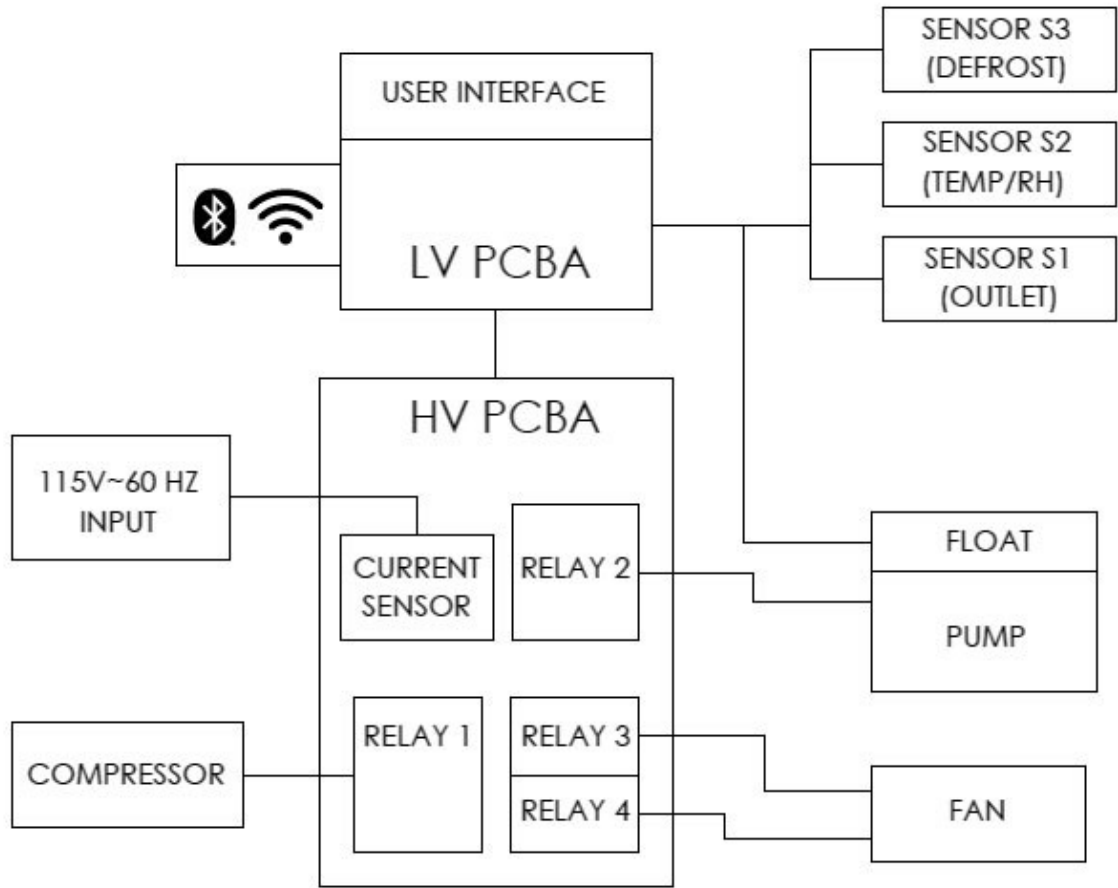 USER INTERFACE
LV PCBA
SENSOR S3
(DEFROST)
SENSOR S2
(TEMP/RH)
SENSOR S1
(OUTLET)
HV PCBA
115V~60 HZ
INPUT
CURRENT
SENSOR
RELAY 2
FLOAT
PUMP
COMPRESSOR
RELAY 1
RELAY 3
RELAY 4
FAN